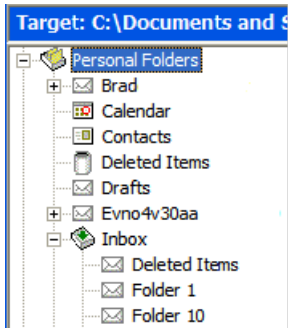 Target: C:\Documents and S
Personal Folders
Brad
Calendar
Contacts
Deleted Items
Drafts
Evno4v30aa
Inbox
Deleted Items
Folder 1
Folder 10